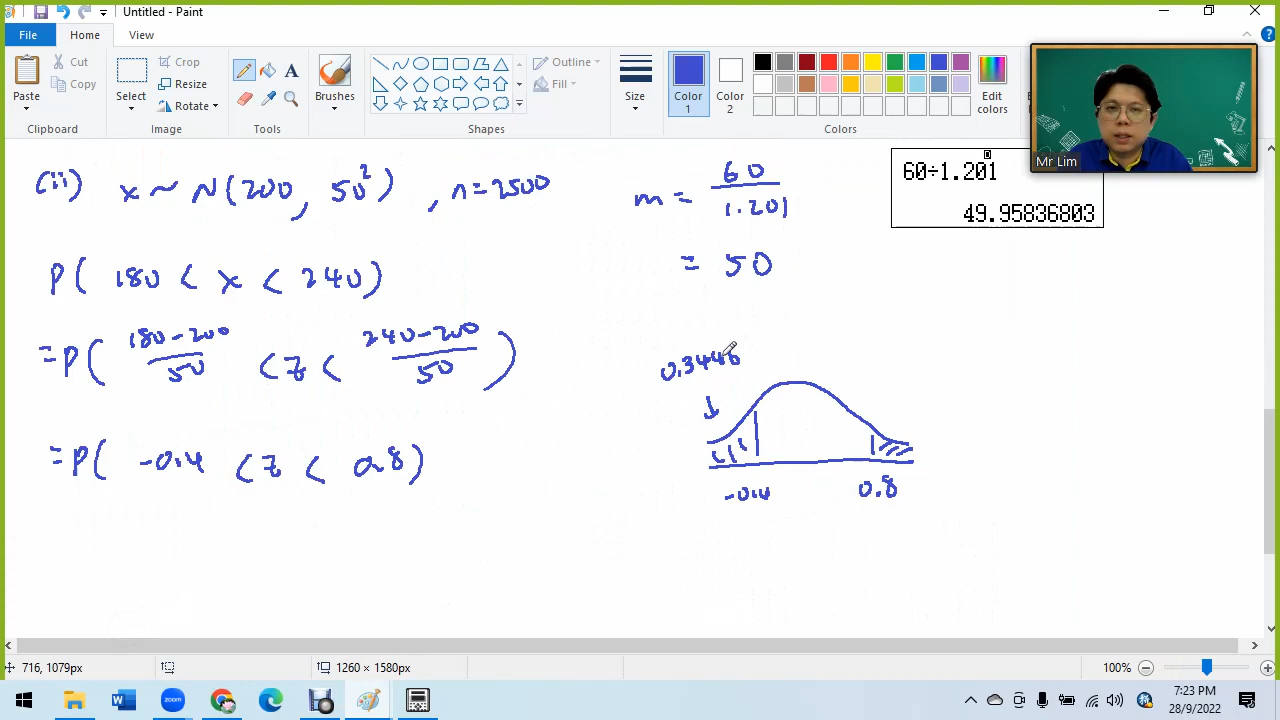 Untitled - Paint
File Home View
Paste Cut Copy Clipboard
Select Crop Resize Rotate Image
Tools
Brushes
Shapes Outline Fill
Size
Color 1 Color 2 Edit colors Colors
Mr Lim
(ii) x ~ N(200, 50²), n=2500
P(180 < x < 240)
= P( 180-200/50 < z < 240-200/50 )
= P( -0.4 < z < 0.8)
m = 60/1.201
= 50
0.3446
-0.4 0.8
60÷1.201
49.95836803
716, 1079px 1260 × 1580px 100%
zoom
7:23 PM
28/9/2022